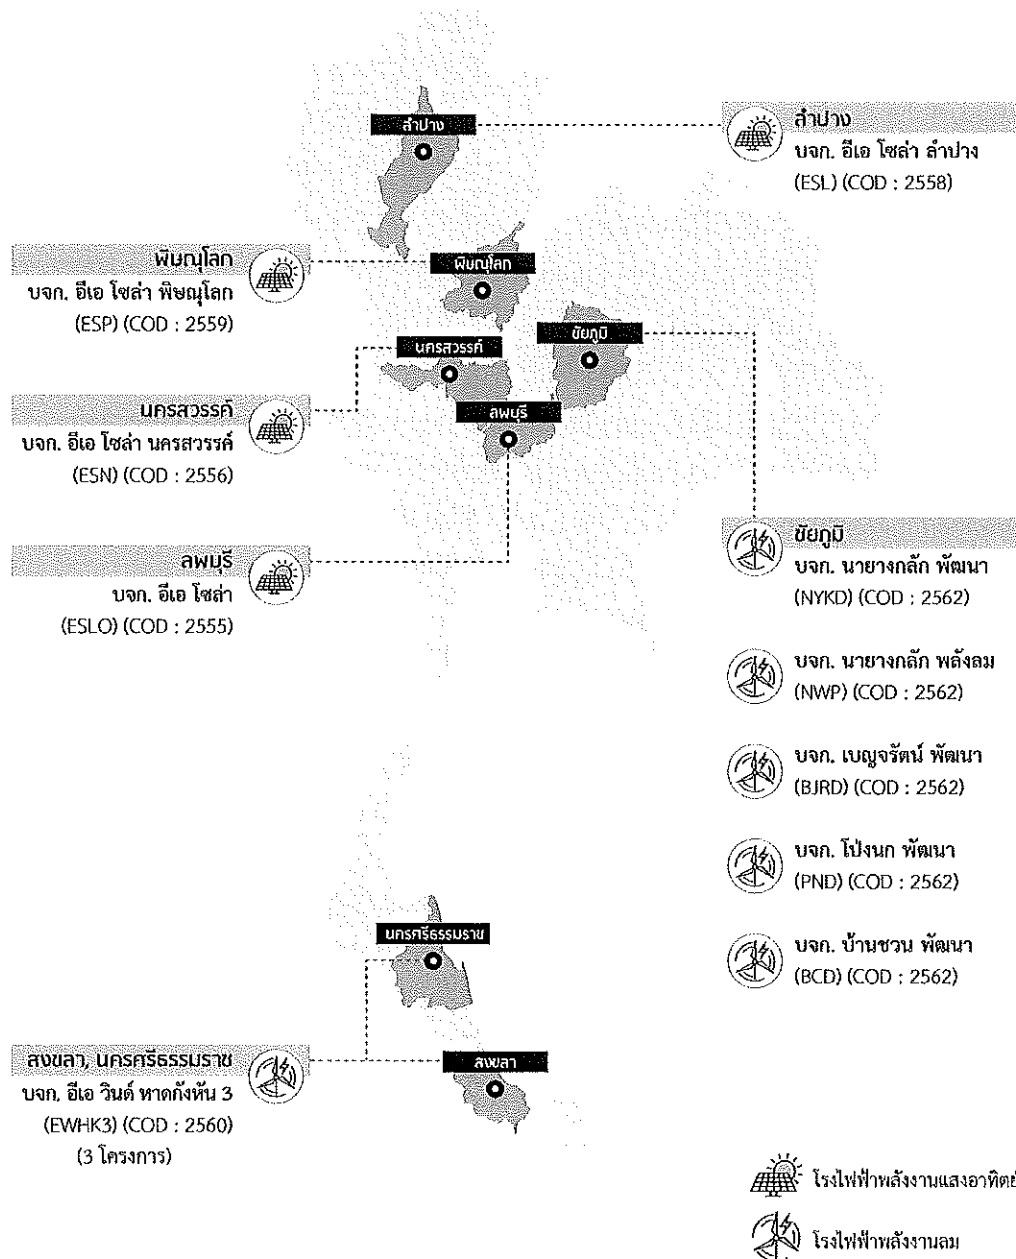 ลำปาง
ลำปาง
บจก. อีเอ โซล่า ลำปาง
(ESL) (COD : 2558)
พิษณุโลก
บจก. อีเอ โซล่า พิษณุโลก
(ESP) (COD : 2559)
พิษณุโลก
ชัยภูมิ
นครสวรรค์
ลพบุรี
นครสวรรค์
บจก. อีเอ โซล่า นครสวรรค์
(ESN) (COD : 2556)
ลพบุรี
บจก. อีเอ โซล่า
(ESLO) (COD : 2555)
ชัยภูมิ
บจก. นายางกลัก พัฒนา
(NYKD) (COD : 2562)
บจก. นายางกลัก พลังลม
(NWP) (COD : 2562)
บจก. เบญจรัตน์ พัฒนา
(BJRD) (COD : 2562)
บจก. โป่งนก พัฒนา
(PND) (COD : 2562)
บจก. บ้านชวน พัฒนา
(BCD) (COD : 2562)
นครศรีธรรมราช
สงขลา
สงขลา, นครศรีธรรมราช
บจก. อีเอ วินด์ หาดกังหัน 3
(EWHK3) (COD : 2560)
(3 โครงการ)
โรงไฟฟ้าพลังงานแสงอาทิตย์
โรงไฟฟ้าพลังงานลม